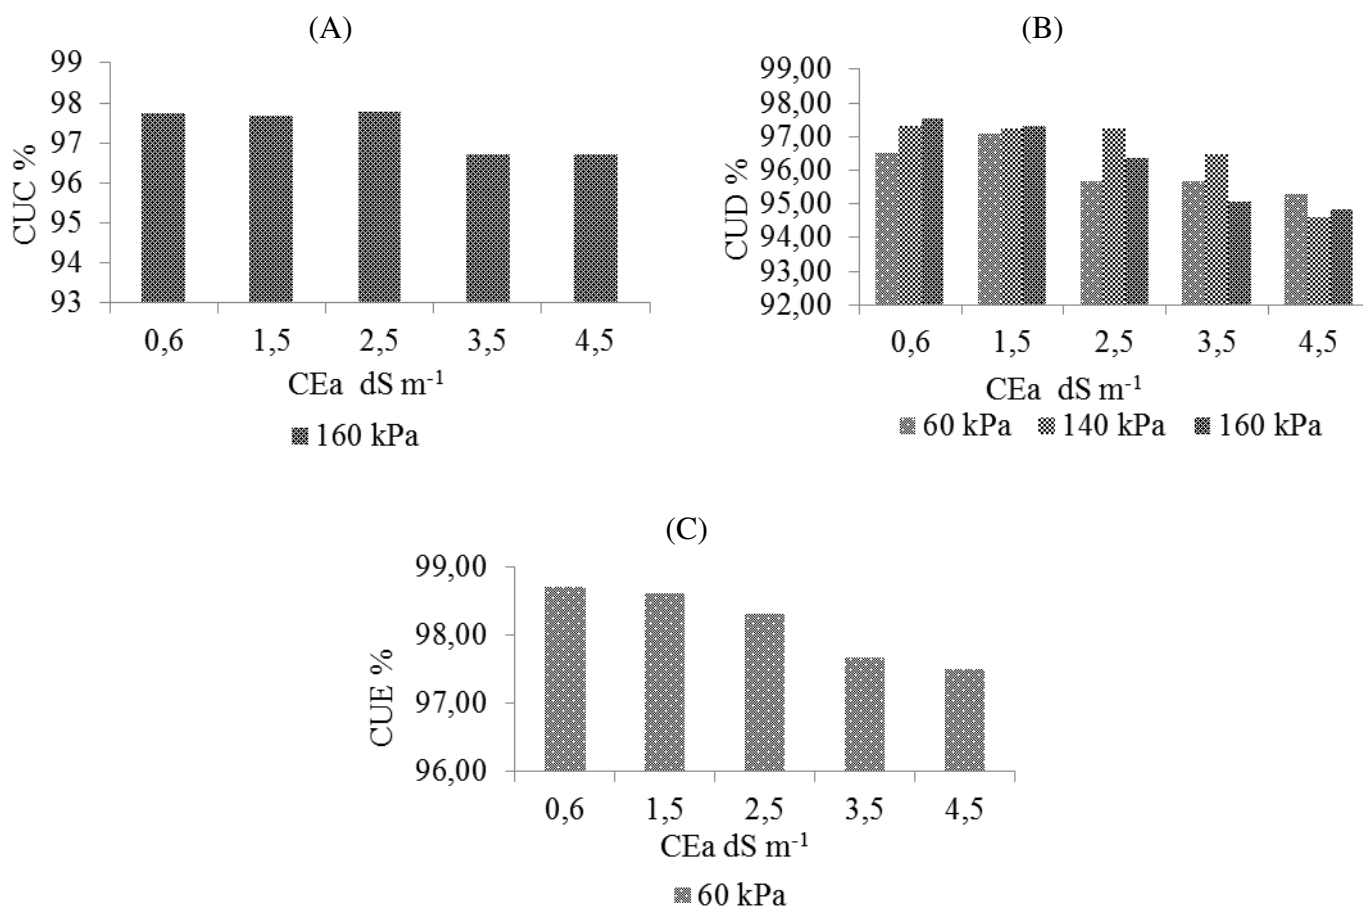 (A)
99
98
97
96
95
94
93
CUC %
0,6 1,5 2,5 3,5 4,5
CEa dS m-1
160 kPa
(B)
99,00
98,00
97,00
96,00
95,00
94,00
93,00
92,00
CUD %
0,6 1,5 2,5 3,5 4,5
CEa dS m-1
60 kPa 140 kPa 160 kPa
(C)
99,00
98,00
97,00
96,00
CUE %
0,6 1,5 2,5 3,5 4,5
CEa dS m-1
60 kPa